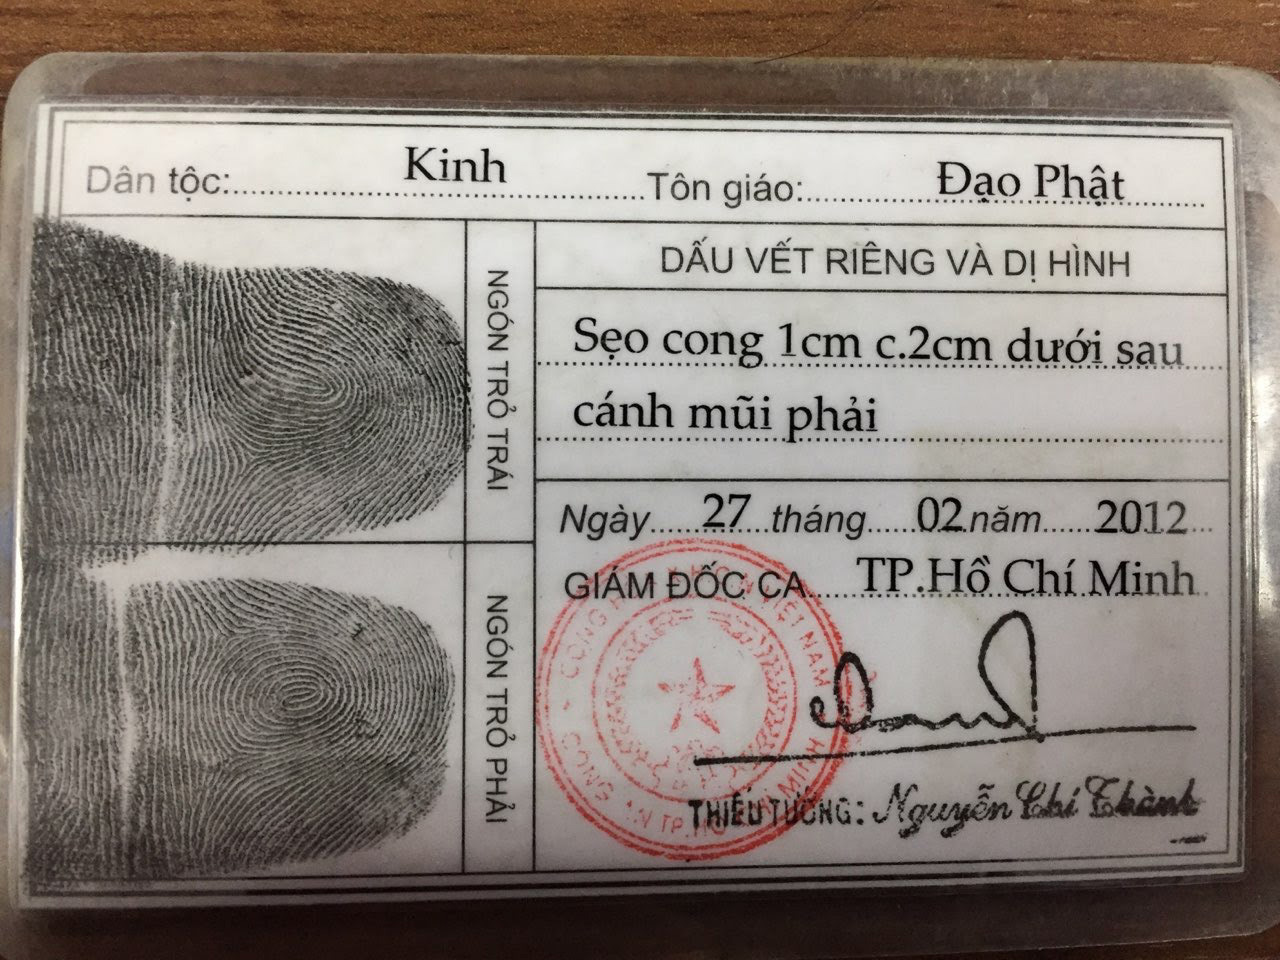 Dân tộc: Kinh Tôn giáo: Đạo Phật
NGÓN TRỎ TRÁI
NGÓN TRỎ PHẢI
DẤU VẾT RIÊNG VÀ DỊ HÌNH
Sẹo cong 1cm c.2cm dưới sau
cánh mũi phải
Ngày 27 tháng 02 năm 2012
GIÁM ĐỐC CA TP.Hồ Chí Minh
VIỆT NAM
CÔNG AN TP.HỒ CHÍ MINH
THIẾU TƯỚNG: Nguyễn Chí Thành